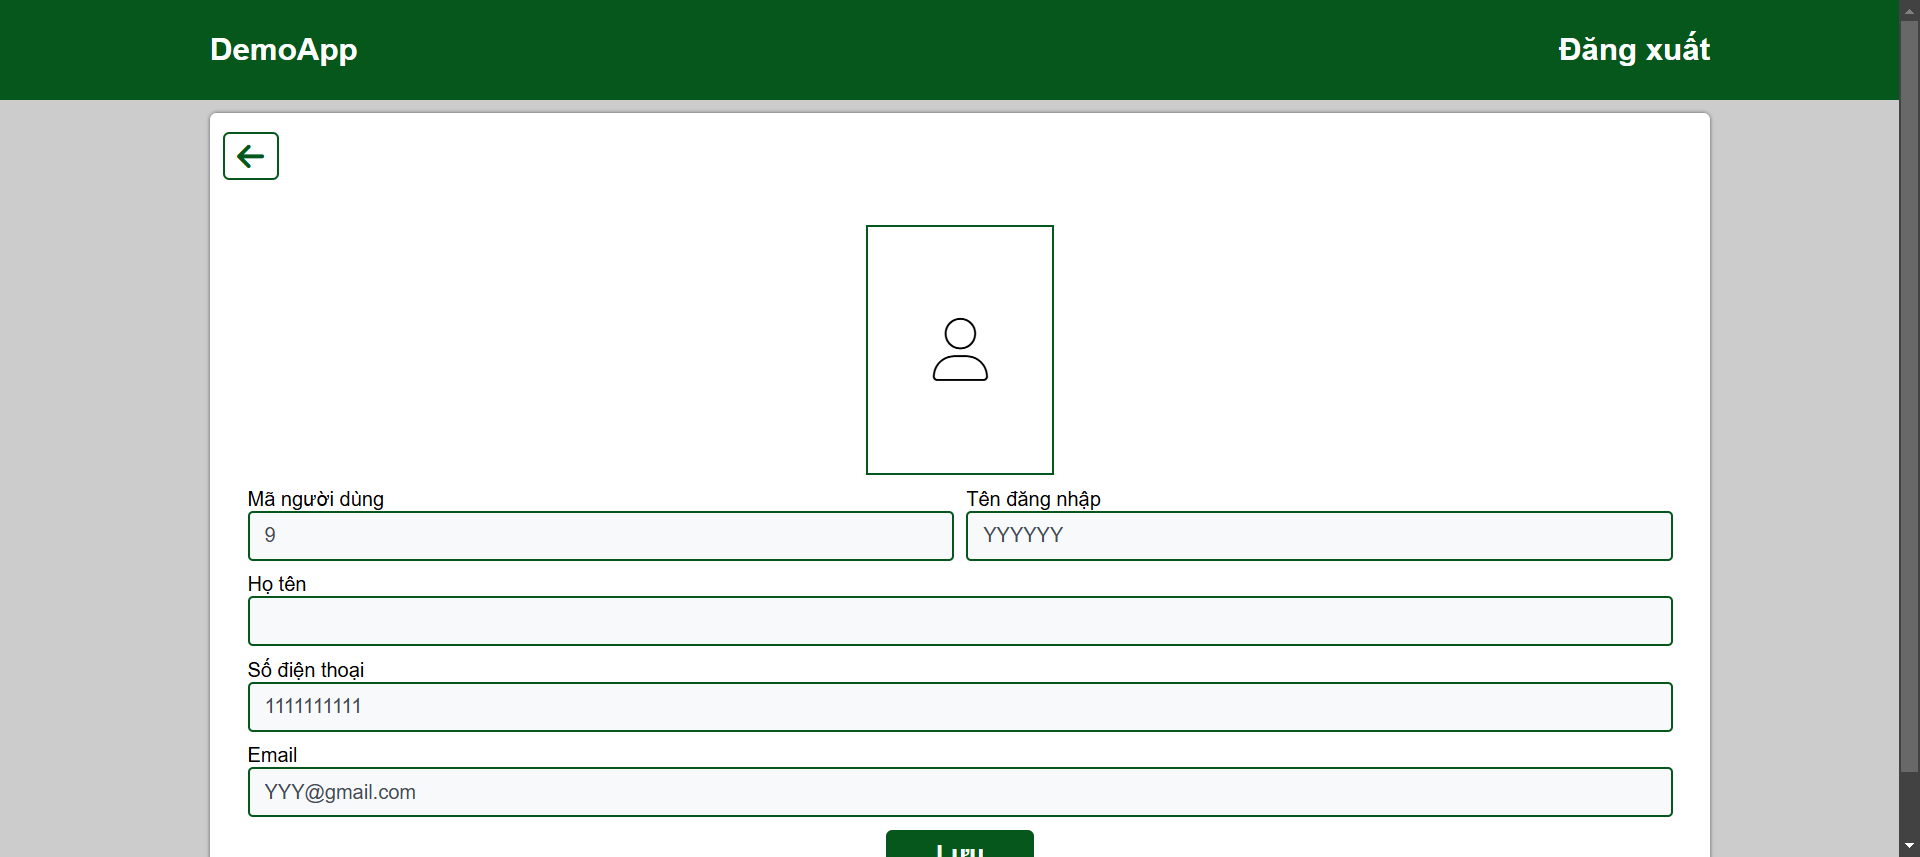 DemoApp
Đăng xuất
Mã người dùng
Tên đăng nhập
9
YYYYYY
Họ tên
Số điện thoại
1111111111
Email
YYY@gmail.com
Lưu